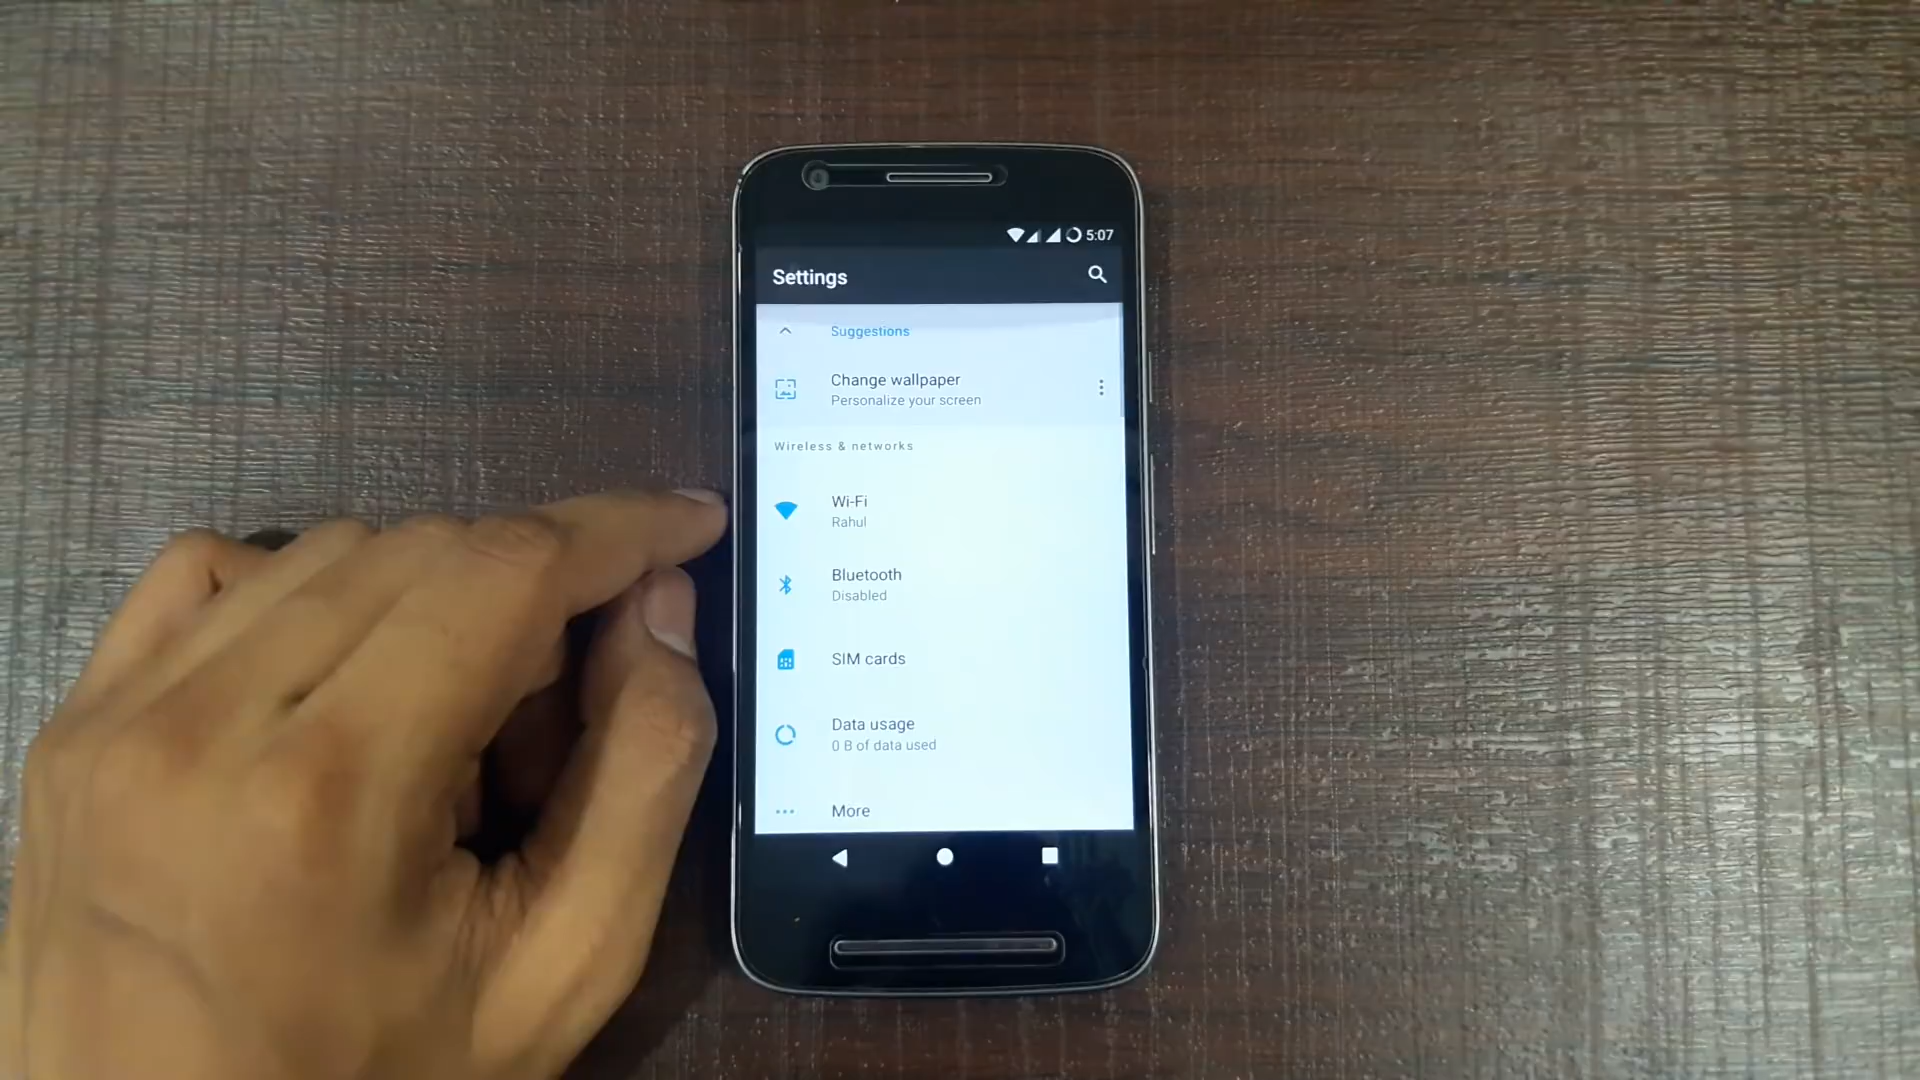 5:07
Settings
Suggestions
Change wallpaper
Personalize your screen
Wireless & networks
Wi-Fi
Rahul
Bluetooth
Disabled
SIM cards
Data usage
0 B of data used
More